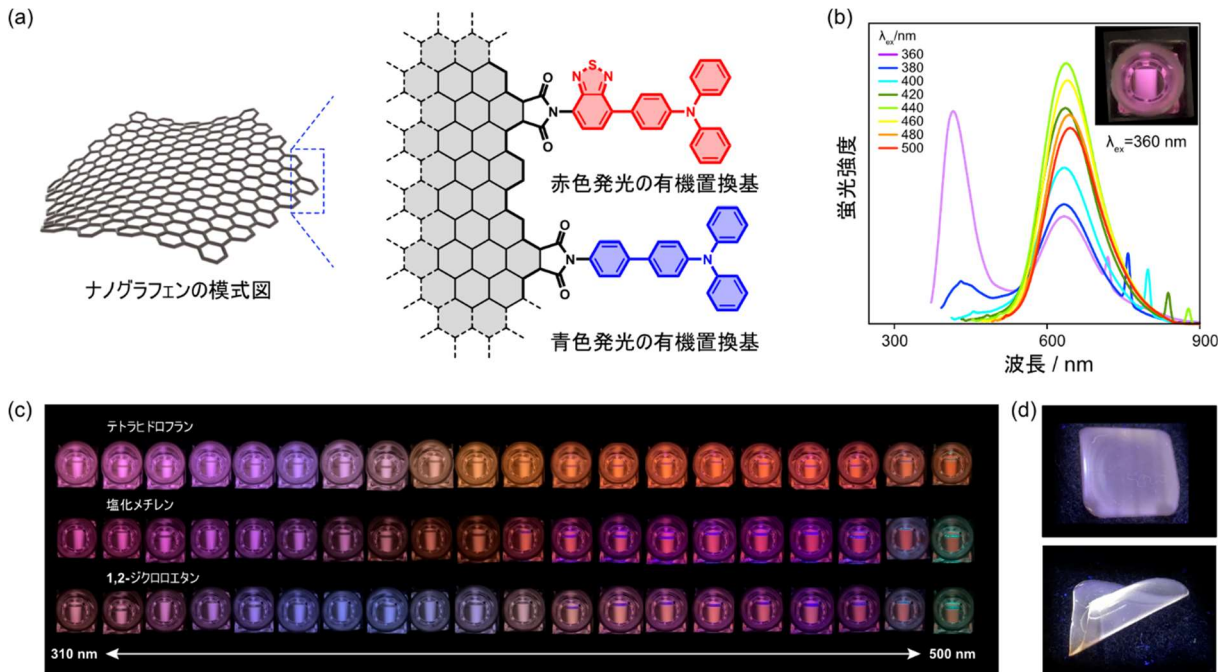 (a)
S
N
N
O
N
O
N
赤色発光の有機置換基
O
N
O
N
青色発光の有機置換基
ナノグラフェンの模式図
(b)
λex/nm
360
380
400
420
440
460
480
500
λex=360 nm
蛍光強度
300
600
900
波長 / nm
(c)
テトラヒドロフラン
塩化メチレン
1,2-ジクロロエタン
310 nm
500 nm
(d)